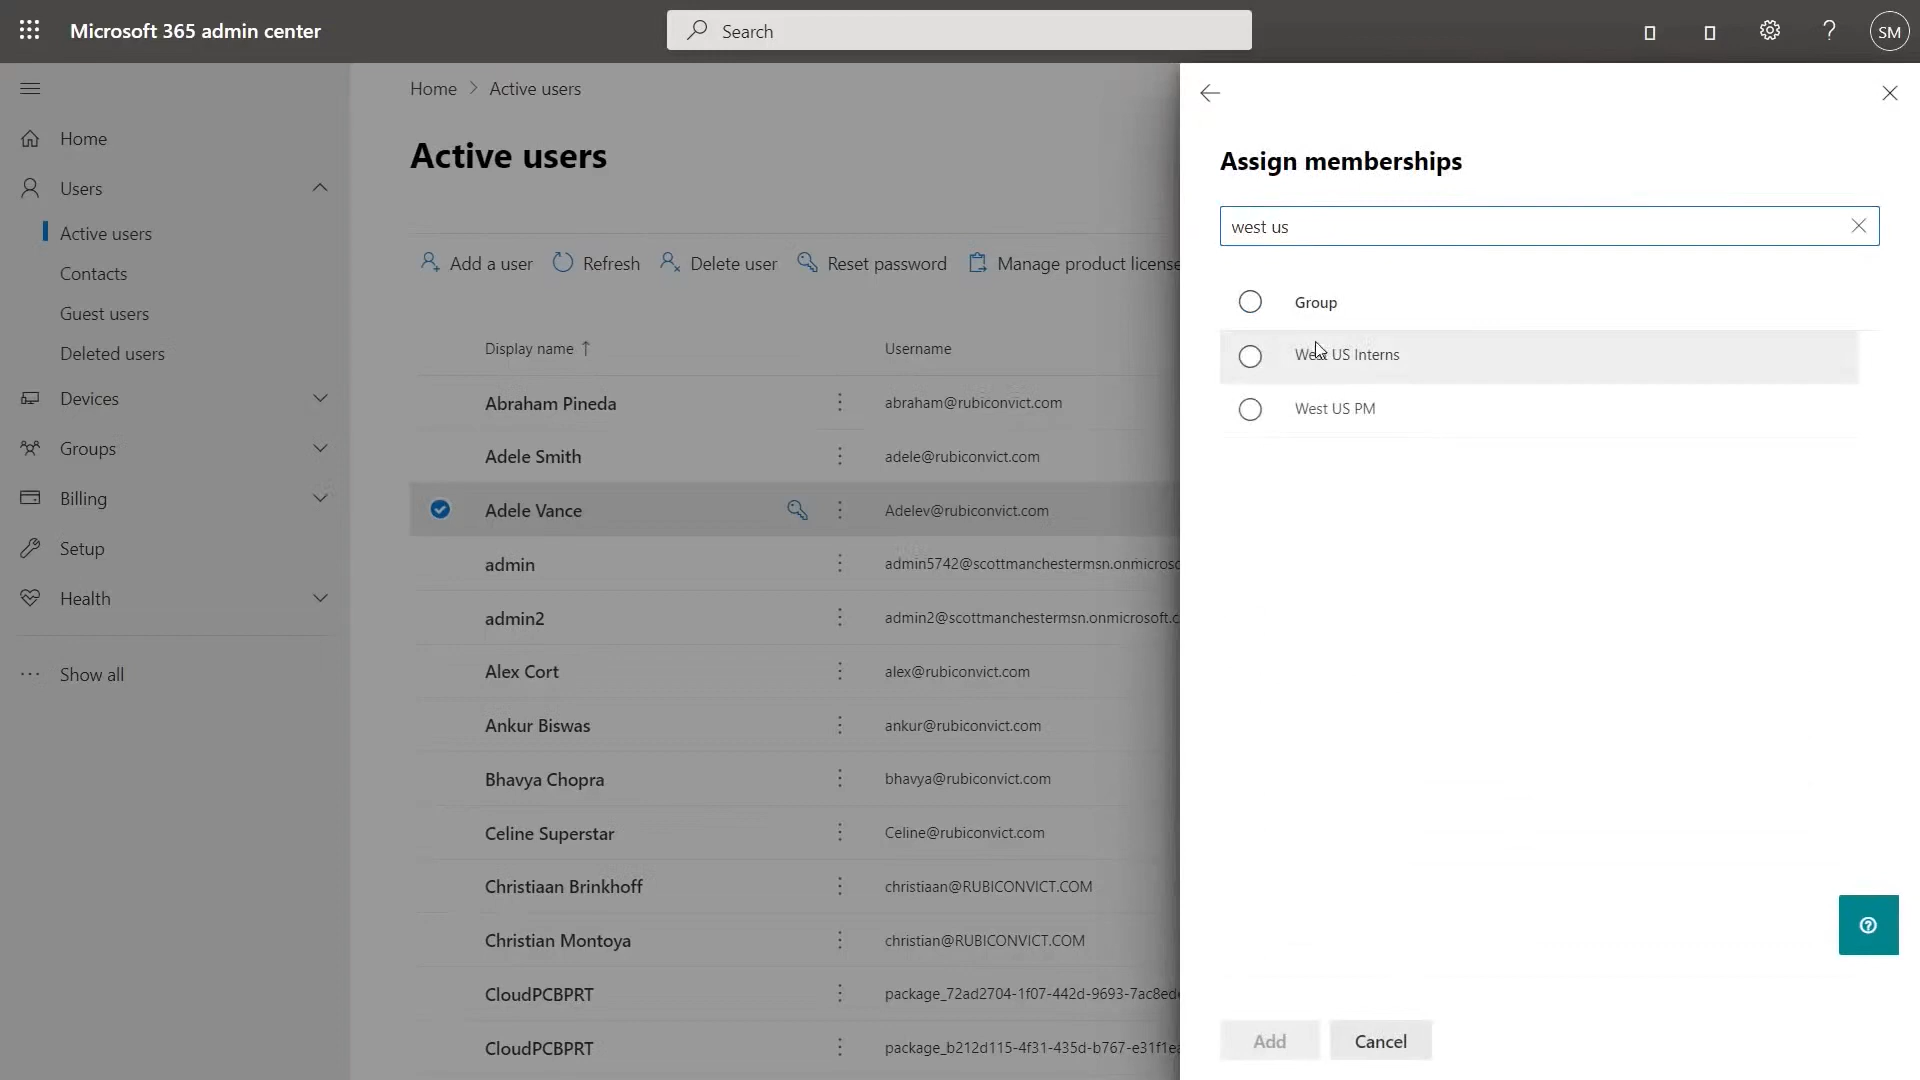 Microsoft 365 admin center
Search
SM
Home
Users
Active users
Contacts
Guest users
Deleted users
Devices
Groups
Billing
Setup
Health
Show all
Home > Active users
Active users
Add a user Refresh Delete user Reset password Manage product license
Display name ↑ Username
Abraham Pineda abraham@rubiconvict.com
Adele Smith adele@rubiconvict.com
Adele Vance Adelev@rubiconvict.com
admin admin5742@scottmanchestermsn.onmicrosc
admin2 admin2@scottmanchestermsn.onmicrosoft.c
Alex Cort alex@rubiconvict.com
Ankur Biswas ankur@rubiconvict.com
Bhavya Chopra bhavya@rubiconvict.com
Celine Superstar Celine@rubiconvict.com
Christiaan Brinkhoff christiaan@RUBICONVICT.COM
Christian Montoya christian@RUBICONVICT.COM
CloudPCBPRT package_72ad2704-1f07-442d-9693-7ac8ed
CloudPCBPRT package_b212d115-4f31-435d-b767-e31f1e
Assign memberships
west us
Group
West US Interns
West US PM
Add Cancel